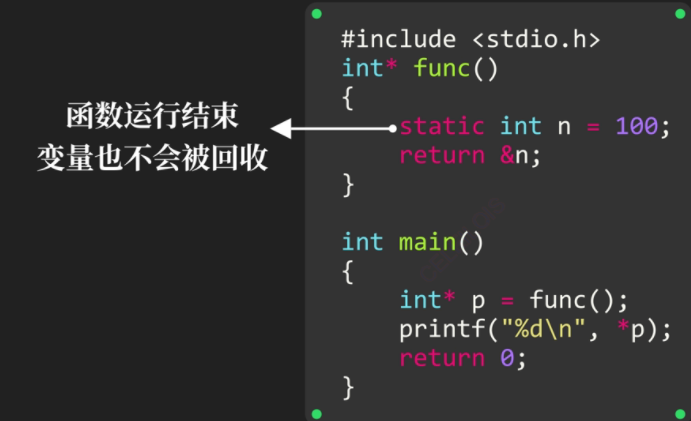 函数运行结束
变量也不会被回收
#include <stdio.h>
int* func()
{
    static int n = 100;
    return &n;
}

int main()
{
    int* p = func();
    printf("%d\n", *p);
    return 0;
}